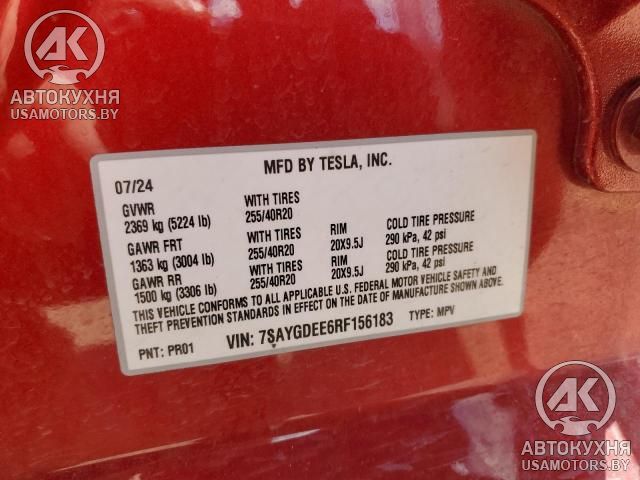 AK
АВТОКУХНЯ
USAMOTORS.BY
MFD BY TESLA, INC.
07/24
GVWR WITH TIRES
2369 kg (5224 lb) 255/40R20
GAWR FRT WITH TIRES RIM COLD TIRE PRESSURE
1363 kg (3004 lb) 255/40R20 20X9.5J 290 kPa, 42 psi
GAWR RR WITH TIRES RIM COLD TIRE PRESSURE
1500 kg (3306 lb) 255/40R20 20X9.5J 290 kPa, 42 psi
THIS VEHICLE CONFORMS TO ALL APPLICABLE U.S. FEDERAL MOTOR VEHICLE SAFETY AND
THEFT PREVENTION STANDARDS IN EFFECT ON THE DATE OF MANUFACTURE SHOWN ABOVE.
PNT: PR01 VIN: 7SAYGDEE6RF156183 TYPE: MPV
AK
АВТОКУХНЯ
USAMOTORS.BY